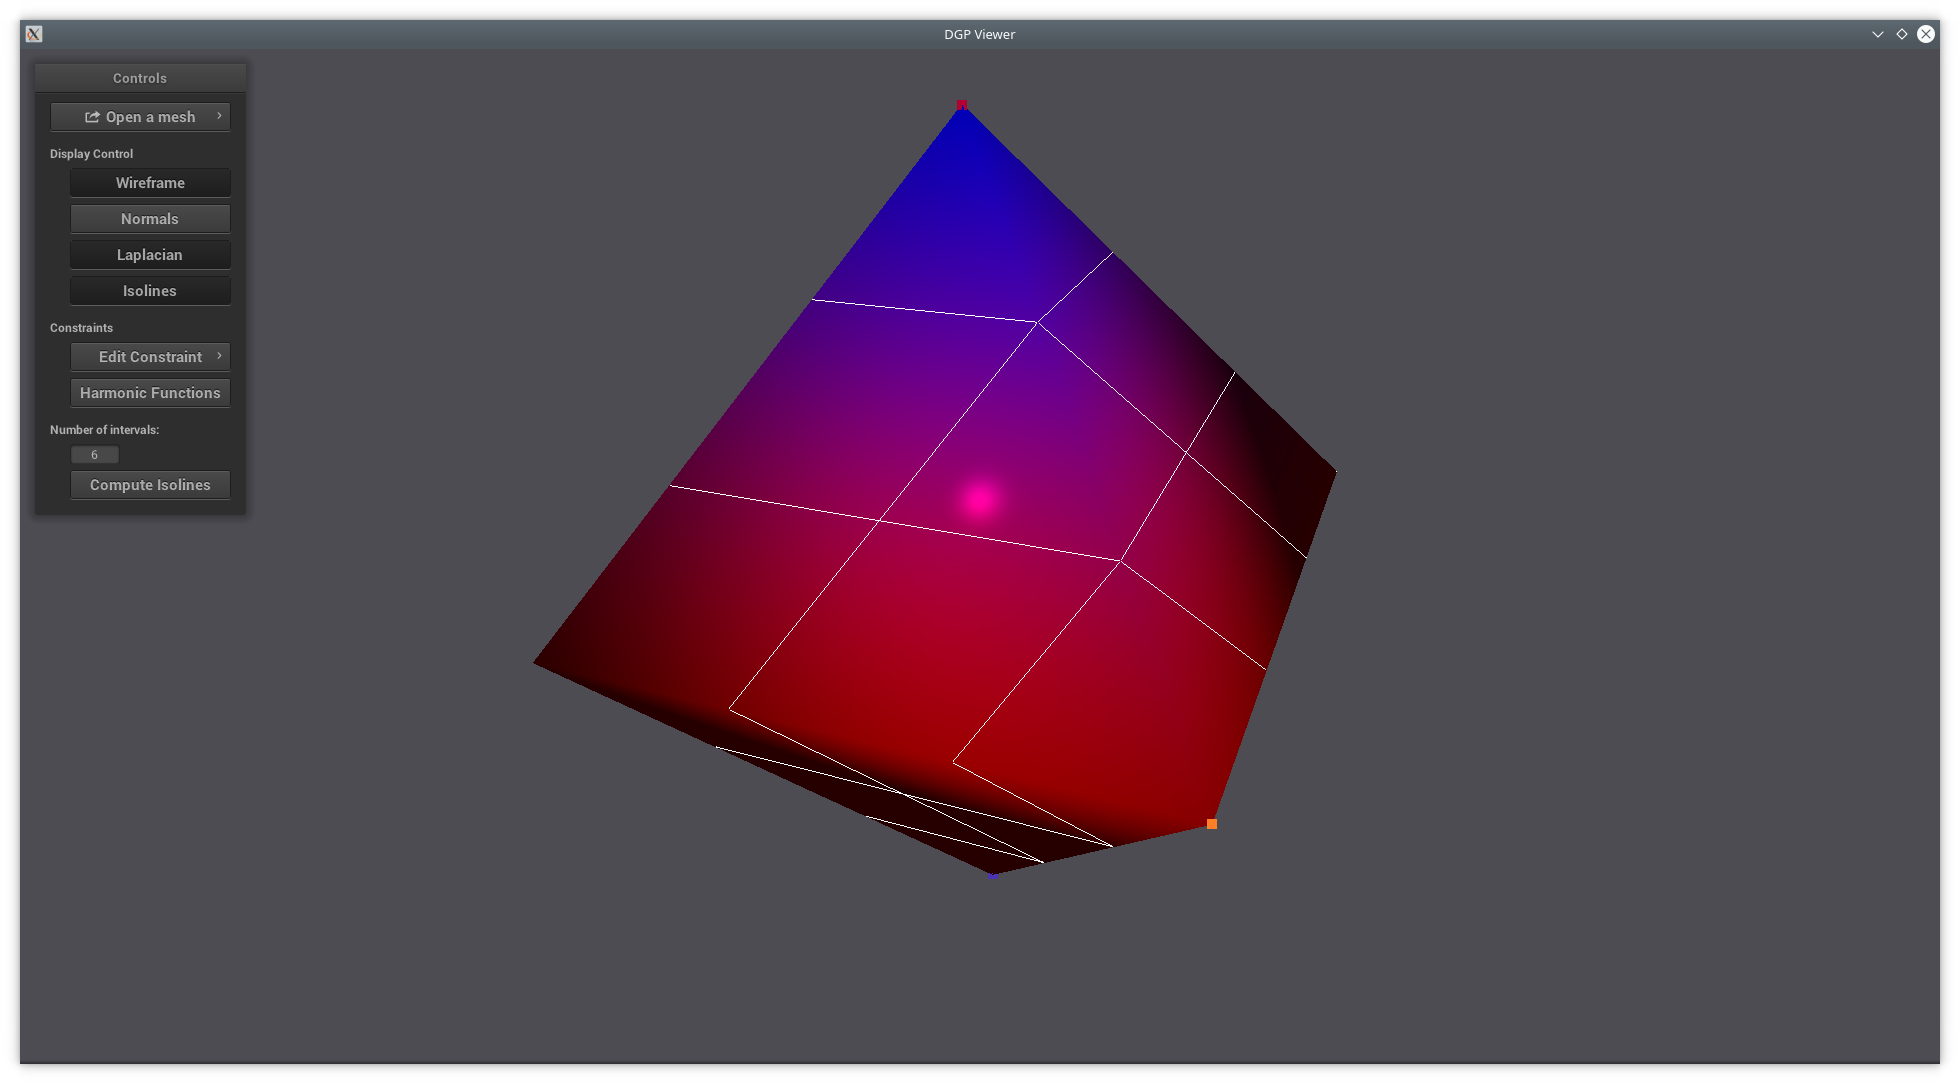 DGP Viewer
Controls
Open a mesh
Display Control
Wireframe
Normals
Laplacian
Isolines
Constraints
Edit Constraint
Harmonic Functions
Number of intervals:
6
Compute Isolines